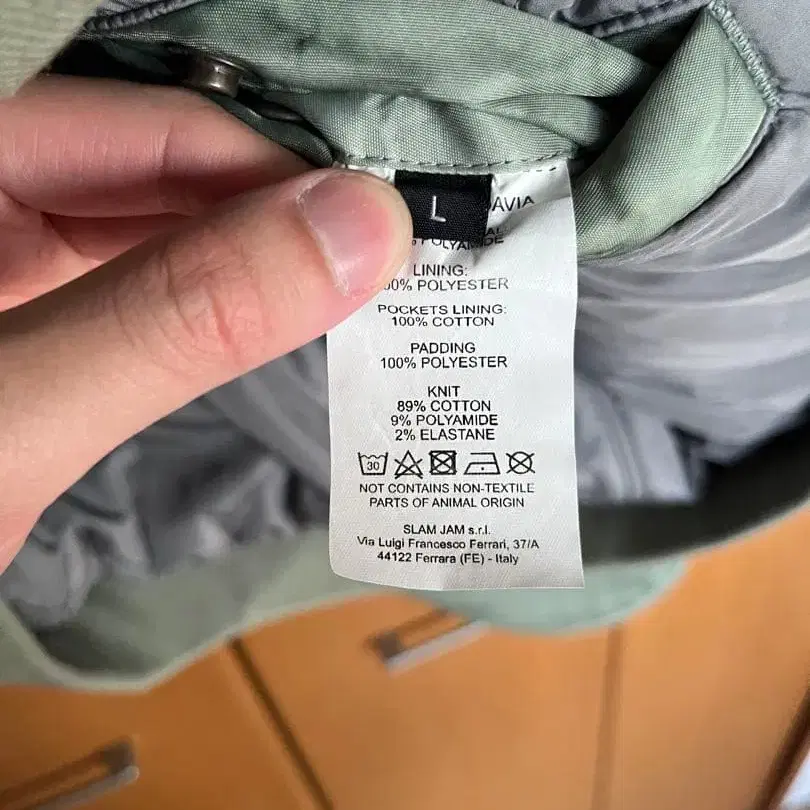 L
AVIA
POLYAMIDE
LINING:
00% POLYESTER
POCKETS LINING:
100% COTTON
PADDING
100% POLYESTER
KNIT
89% COTTON
9% POLYAMIDE
2% ELASTANE
30
NOT CONTAINS NON-TEXTILE
PARTS OF ANIMAL ORIGIN
SLAM JAM s.r.l.
Via Luigi Francesco Ferrari, 37/A
44122 Ferrara (FE) - Italy